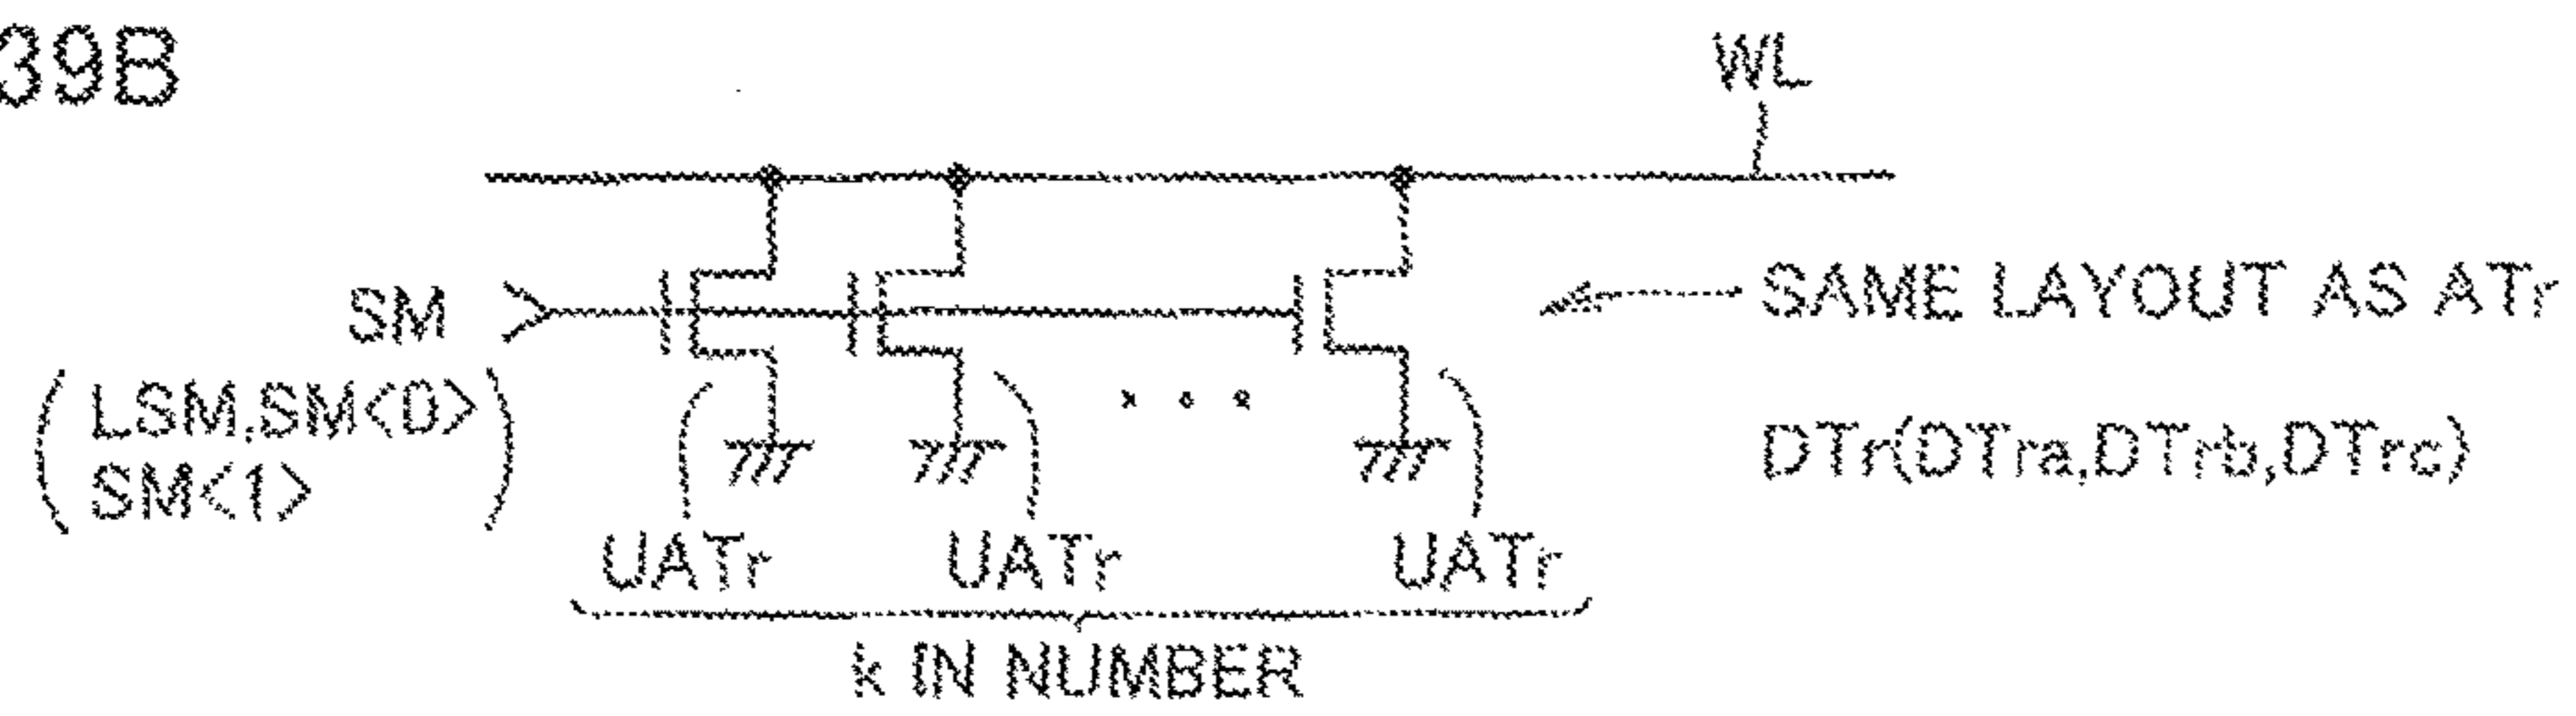 39B
WL
SM
SAME LAYOUT AS ATr
(LSM,SM<0>
SM<1>)
DTr(DTra,DTrb,DTrc)
UATr UATr UATr
k IN NUMBER